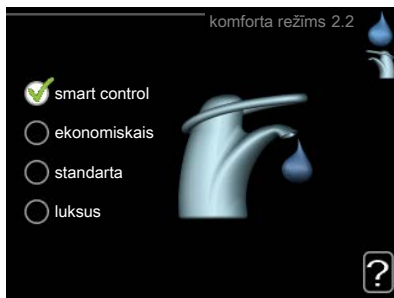 komforta režīms 2.2
smart control
ekonomiskais
standarta
luksus
?